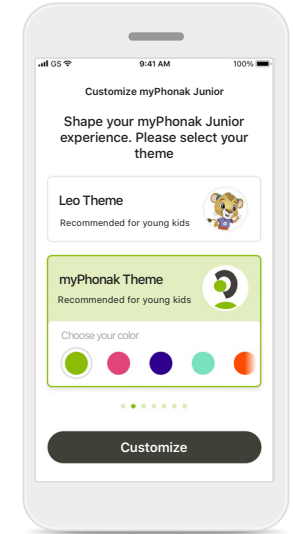 GS 9:41 AM 100%
Customize myPhonak Junior
Shape your myPhonak Junior
experience. Please select your
theme
Leo Theme
Recommended for young kids
myPhonak Theme
Recommended for young kids
Choose your color
Customize